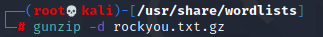 ┌──(root💀kali)-[/usr/share/wordlists]
└─# gunzip -d rockyou.txt.gz